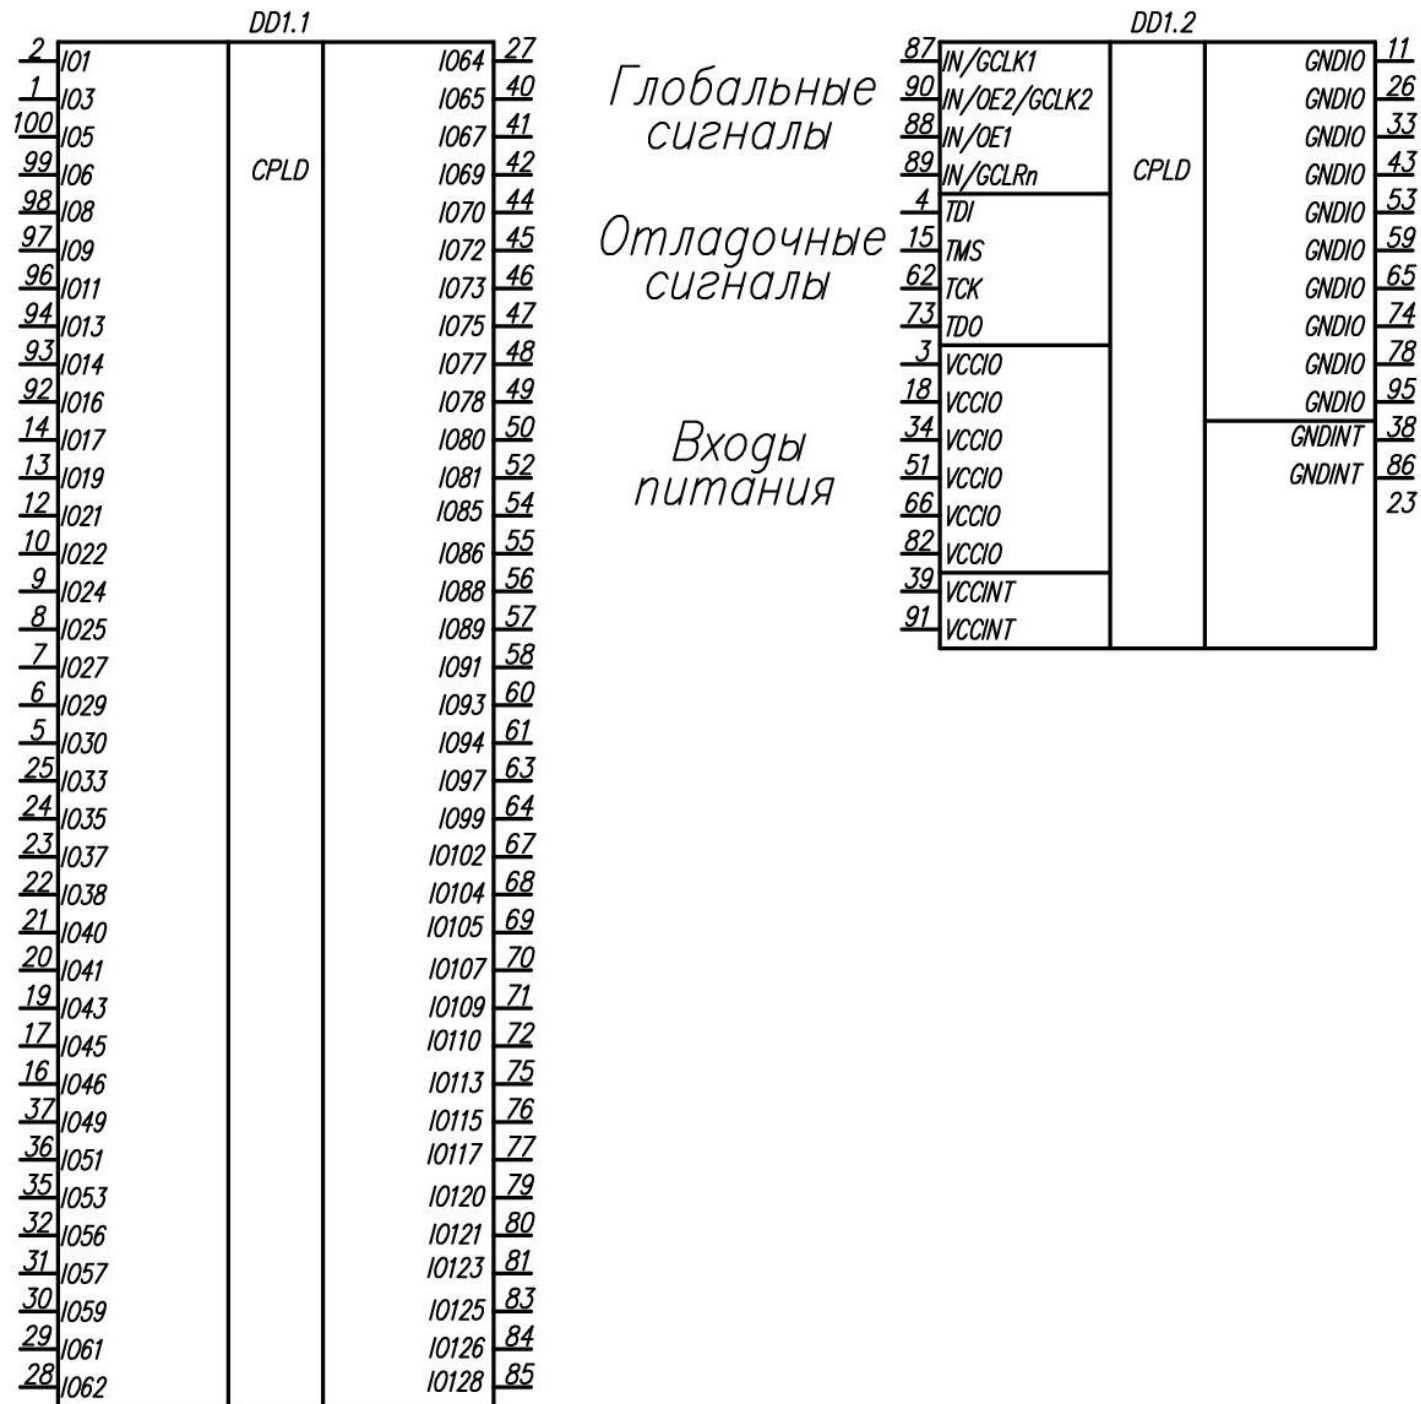 DD1.1
2 IO1 IO64 27
1 IO3 IO65 40
100 IO5 IO67 41
99 IO6 IO69 42
CPLD
98 IO8 IO70 44
97 IO9 IO72 45
96 IO11 IO73 46
94 IO13 IO75 47
93 IO14 IO77 48
92 IO16 IO78 49
14 IO17 IO80 50
13 IO19 IO81 52
12 IO21 IO85 54
10 IO22 IO86 55
9 IO24 IO88 56
8 IO25 IO89 57
7 IO27 IO91 58
6 IO29 IO93 60
5 IO30 IO94 61
25 IO33 IO97 63
24 IO35 IO99 64
23 IO37 IO102 67
22 IO38 IO104 68
21 IO40 IO105 69
20 IO41 IO107 70
19 IO43 IO109 71
17 IO45 IO110 72
16 IO46 IO113 75
37 IO49 IO115 76
36 IO51 IO117 77
35 IO53 IO120 79
32 IO56 IO121 80
31 IO57 IO123 81
30 IO59 IO125 83
29 IO61 IO126 84
28 IO62 IO128 85
Глобальные
сигналы
Отладочные
сигналы
Входы
питания
DD1.2
87 IN/GCLK1 GNDIO 11
90 IN/OE2/GCLK2 GNDIO 26
88 IN/OE1 GNDIO 33
89 IN/GCLRn CPLD GNDIO 43
4 TDI GNDIO 53
15 TMS GNDIO 59
62 TCK GNDIO 65
73 TDO GNDIO 74
3 VCCIO GNDIO 78
18 VCCIO GNDIO 95
34 VCCIO GNDINT 38
51 VCCIO GNDINT 86
66 VCCIO 23
82 VCCIO
39 VCCINT
91 VCCINT